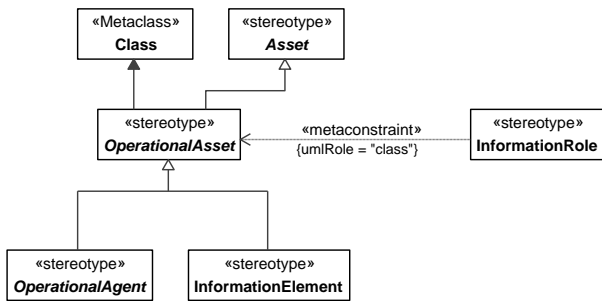 «Metaclass»
Class
«stereotype»
Asset
«stereotype»
OperationalAsset
«metaconstraint»
{umlRole = "class"}
«stereotype»
InformationRole
«stereotype»
OperationalAgent
«stereotype»
InformationElement